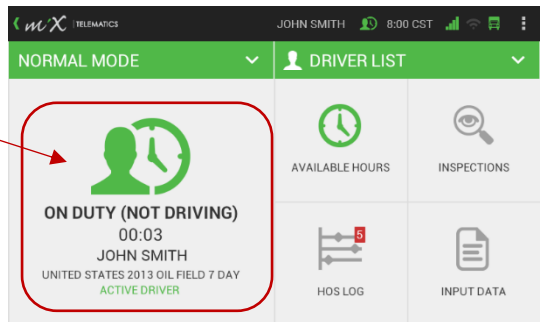 miX TELEMATICS
JOHN SMITH 8:00 CST
NORMAL MODE
DRIVER LIST
ON DUTY (NOT DRIVING)
00:03
JOHN SMITH
UNITED STATES 2013 OIL FIELD 7 DAY
ACTIVE DRIVER
AVAILABLE HOURS
INSPECTIONS
5
HOS LOG
INPUT DATA